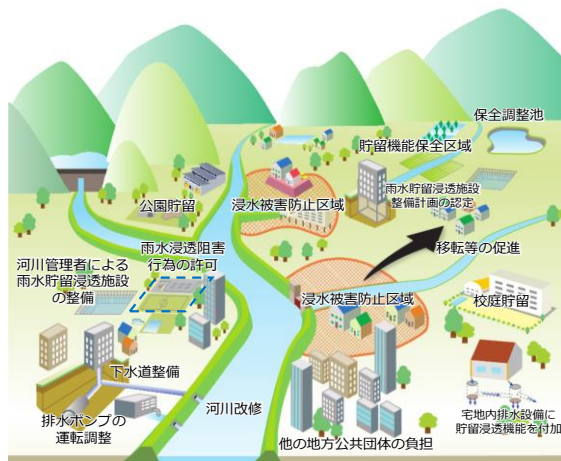 保全調整池
貯留機能保全区域
公園貯留
浸水被害防止区域
雨水貯留浸透施設
整備計画の認定
雨水浸透阻害
行為の許可
移転等の促進
河川管理者による
雨水貯留浸透施設
の整備
浸水被害防止区域
校庭貯留
下水道整備
排水ポンプの
運転調整
河川改修
宅地内排水設備に
貯留浸透機能を付加
他の地方公共団体の負担